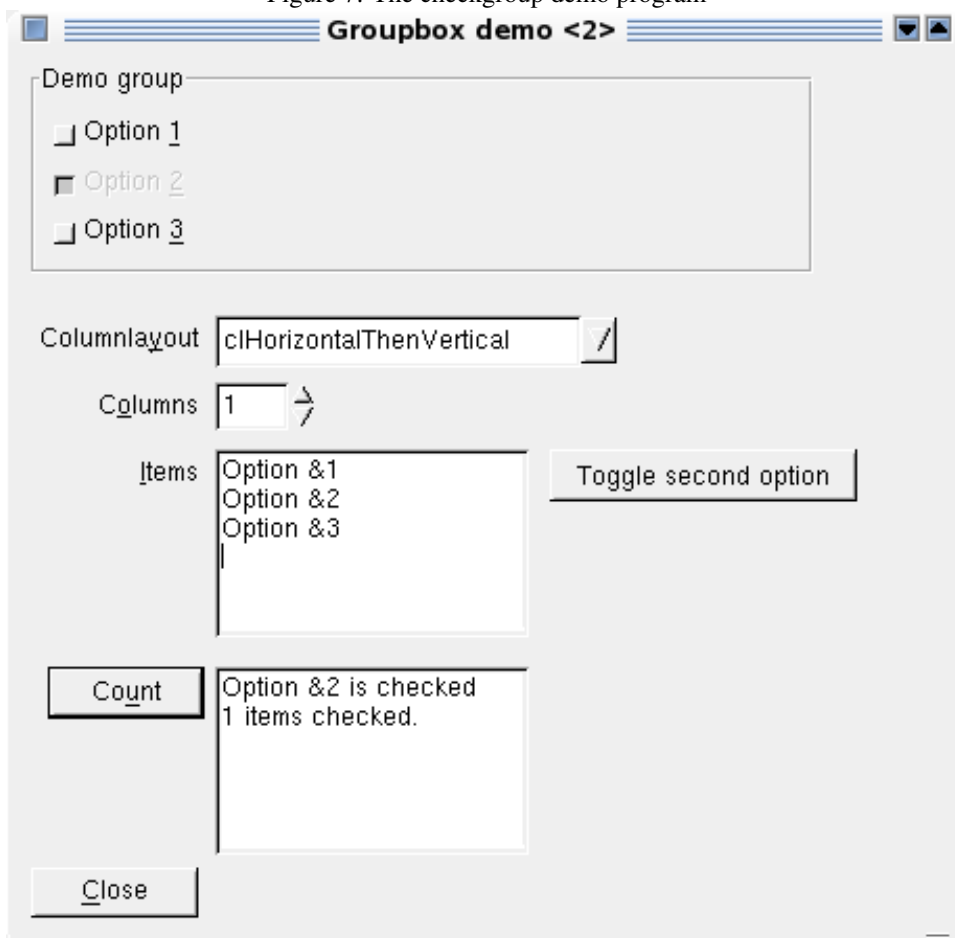 Figure 7: The checkgroup demo program
Groupbox demo <2>
Demo group
Option 1
Option 2
Option 3
Columnlayout clHorizontalThenVertical
Columns 1
Items
Option &1
Option &2
Option &3
Toggle second option
Count
Option &2 is checked
1 items checked.
Close